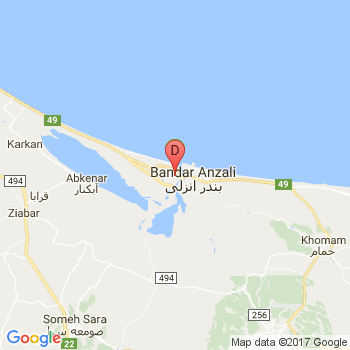 49
Karkan
D
Bandar Anzali
بندر انزلی
49
Abkenar
آبکنار
494
فرانا
Ziabar
Khomam
خمام
494
256
Someh Sara
صومعه سرا
22
Google
Map data ©2017 Google